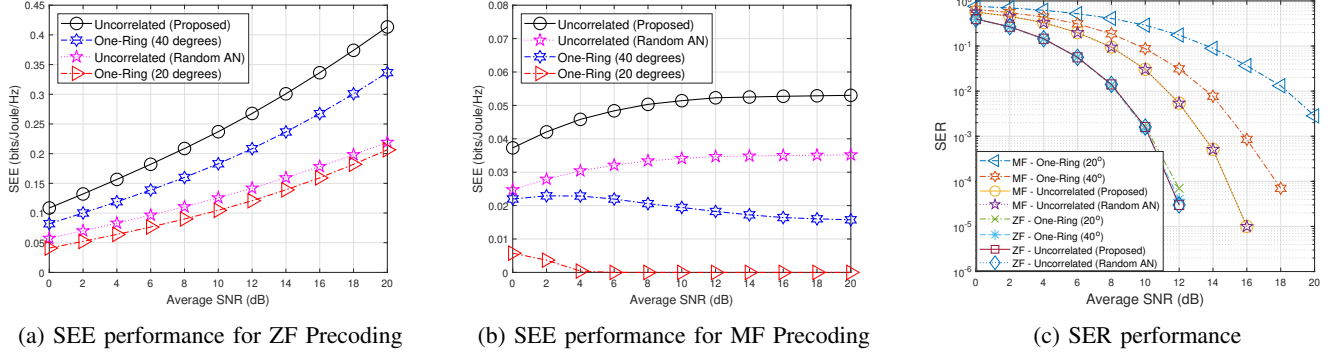 0.45
0.4
0.35
0.3
0.25
0.2
0.15
0.1
0.05
0
SEE (bits/Joule/Hz)
Uncorrelated (Proposed)
One-Ring (40 degrees)
Uncorrelated (Random AN)
One-Ring (20 degrees)
0 2 4 6 8 10 12 14 16 18 20
Average SNR (dB)
(a) SEE performance for ZF Precoding
0.08
0.07
0.06
0.05
0.04
0.03
0.02
0.01
0
SEE (bits/Joule/Hz)
Uncorrelated (Proposed)
Uncorrelated (Random AN)
One-Ring (40 degrees)
One-Ring (20 degrees)
0 2 4 6 8 10 12 14 16 18 20
Average SNR (dB)
(b) SEE performance for MF Precoding
10^0
10^-1
10^-2
10^-3
10^-4
10^-5
10^-6
SER
MF - One-Ring (20°)
MF - One-Ring (40°)
MF - Uncorrelated (Proposed)
MF - Uncorrelated (Random AN)
ZF - One-Ring (20°)
ZF - One-Ring (40°)
ZF - Uncorrelated (Proposed)
ZF - Uncorrelated (Random AN)
0 2 4 6 8 10 12 14 16 18 20
Average SNR (dB)
(c) SER performance